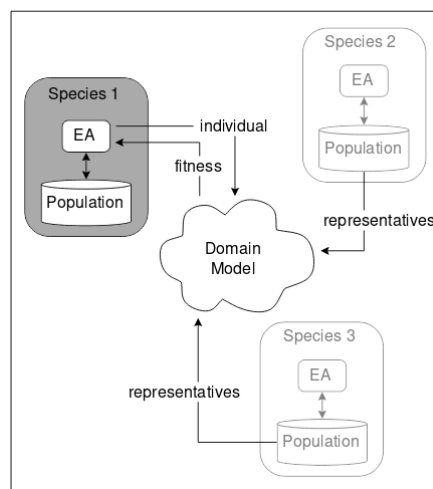 Species 1
EA
Population
individual
fitness
Species 2
EA
Population
representatives
Domain
Model
Species 3
EA
Population
representatives